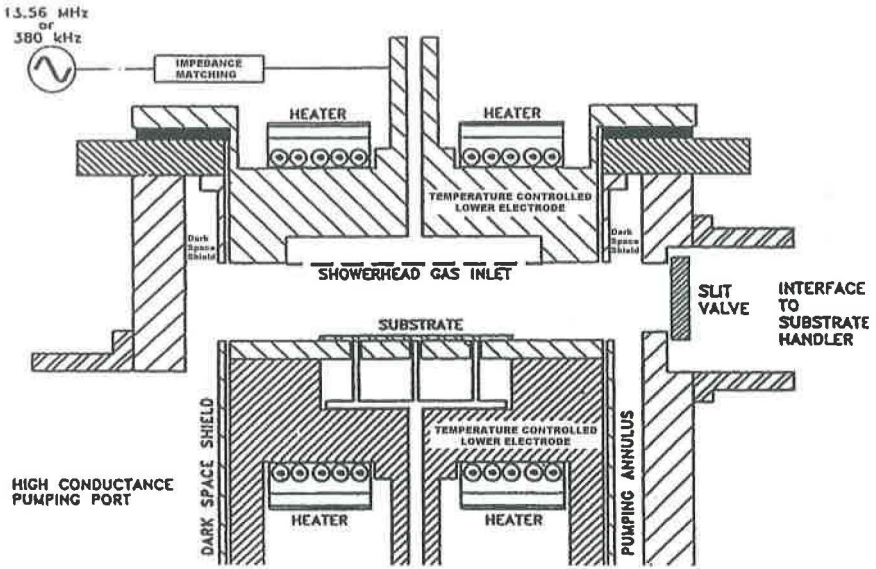 13.56 MHz
or
380 kHz
IMPEDANCE
MATCHING
HEATER
HEATER
TEMPERATURE CONTROLLED
LOWER ELECTRODE
Dark
Space
Shield
Dark
Space
Shield
SHOWERHEAD GAS INLET
SLIT
VALVE
INTERFACE
TO
SUBSTRATE
HANDLER
SUBSTRATE
DARK SPACE SHIELD
TEMPERATURE CONTROLLED
LOWER ELECTRODE
PUMPING ANNULUS
HIGH CONDUCTANCE
PUMPING PORT
HEATER
HEATER